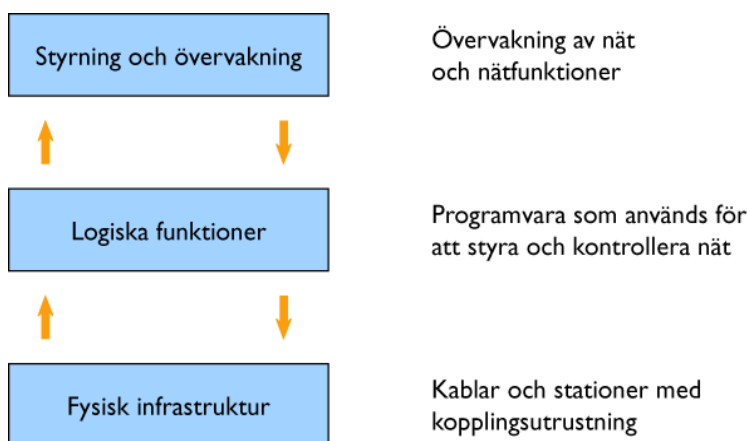 Styrning och övervakning
Övervakning av nät
och nätfunktioner
Logiska funktioner
Programvara som används för
att styra och kontrollera nät
Fysisk infrastruktur
Kablar och stationer med
kopplingsutrustning